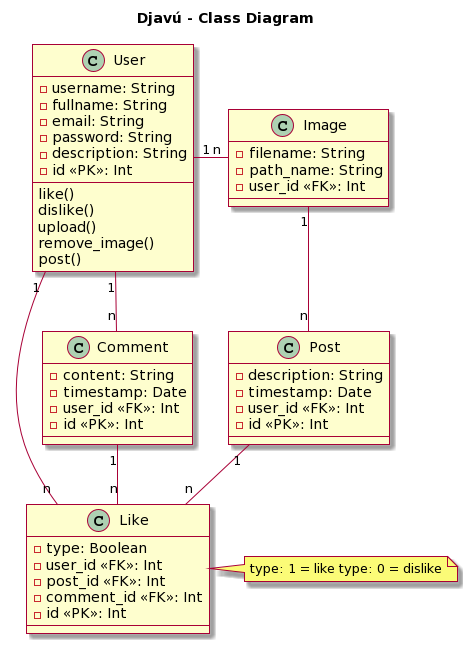 Djavú - Class Diagram
C User
username: String
fullname: String
email: String
password: String
description: String
id «PK»: Int
like()
dislike()
upload()
remove_image()
post()
1 n
C Image
filename: String
path_name: String
user_id «FK»: Int
1
1
1
n
n
C Comment
content: String
timestamp: Date
user_id «FK»: Int
id «PK»: Int
C Post
description: String
timestamp: Date
user_id «FK»: Int
id «PK»: Int
1
1
n
n
n
C Like
type: Boolean
user_id «FK»: Int
post_id «FK»: Int
comment_id «FK»: Int
id «PK»: Int
type: 1 = like type: 0 = dislike